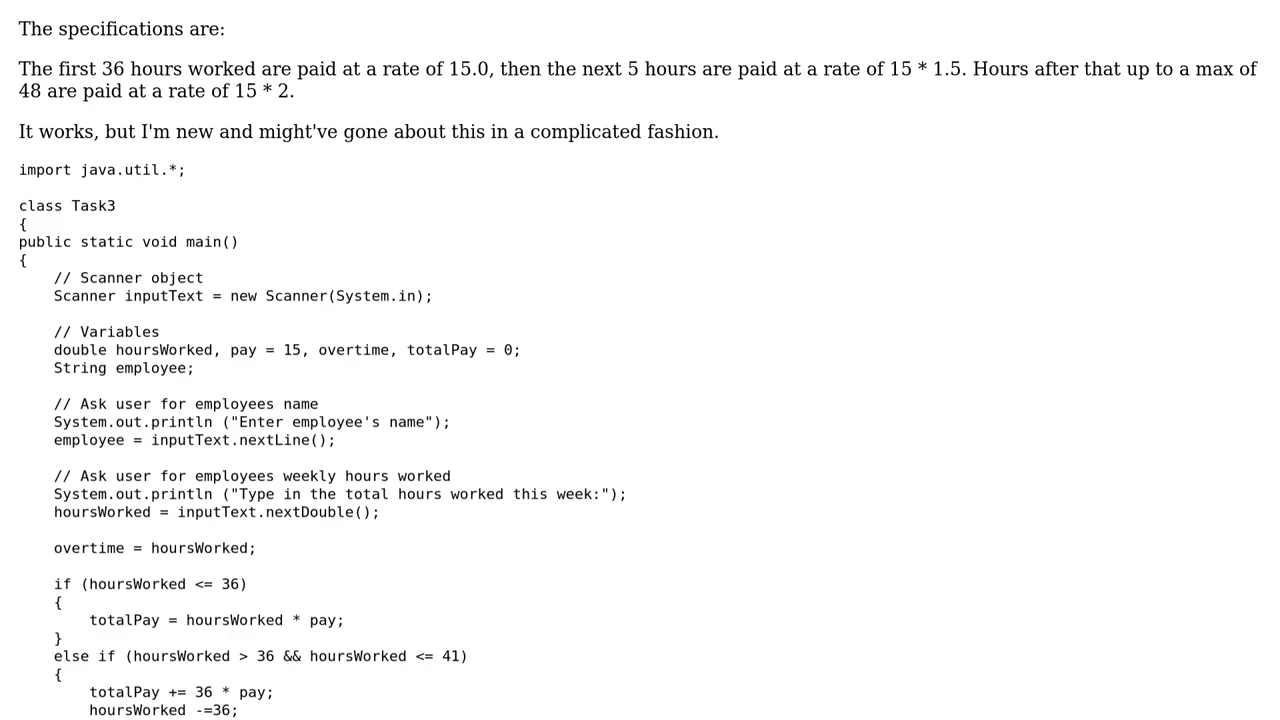 The specifications are:
The first 36 hours worked are paid at a rate of 15.0, then the next 5 hours are paid at a rate of 15 * 1.5. Hours after that up to a max of
48 are paid at a rate of 15 * 2.
It works, but I'm new and might've gone about this in a complicated fashion.
import java.util.*;
class Task3
{
public static void main()
{
    // Scanner object
    Scanner inputText = new Scanner(System.in);
    // Variables
    double hoursWorked, pay = 15, overtime, totalPay = 0;
    String employee;
    // Ask user for employees name
    System.out.println ("Enter employee's name");
    employee = inputText.nextLine();
    // Ask user for employees weekly hours worked
    System.out.println ("Type in the total hours worked this week:");
    hoursWorked = inputText.nextDouble();
    overtime = hoursWorked;
    if (hoursWorked <= 36)
    {
        totalPay = hoursWorked * pay;
    }
    else if (hoursWorked > 36 && hoursWorked <= 41)
    {
        totalPay += 36 * pay;
        hoursWorked -=36;